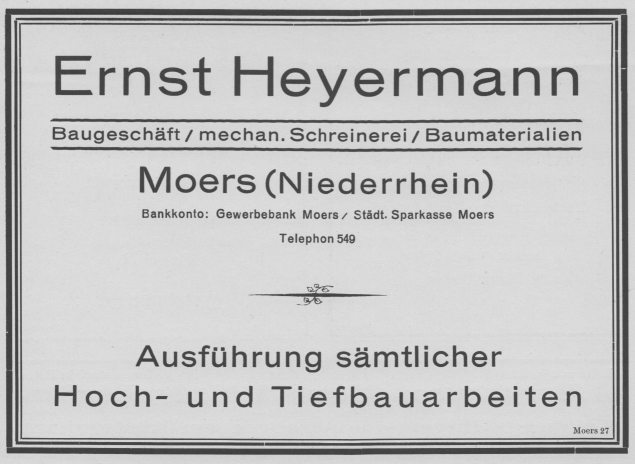 Ernst Heyermann
Baugeschäft / mechan. Schreinerei / Baumaterialien
Moers (Niederrhein)
Bankkonto: Gewerbebank Moers / Städt. Sparkasse Moers
Telephon 549
Ausführung sämtlicher
Hoch- und Tiefbauarbeiten
Moers 27